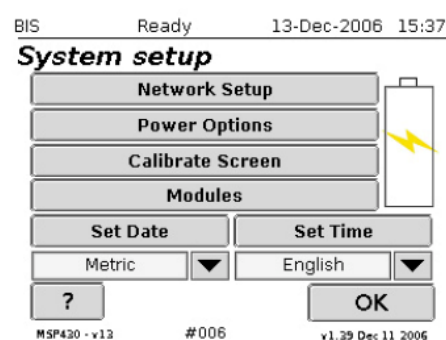 BIS Ready 13-Dec-2006 15:37
System setup
Network Setup
Power Options
Calibrate Screen
Modules
Set Date Set Time
Metric English
? OK
MSP430 - v13 #006 v1.39 Dec 11 2006